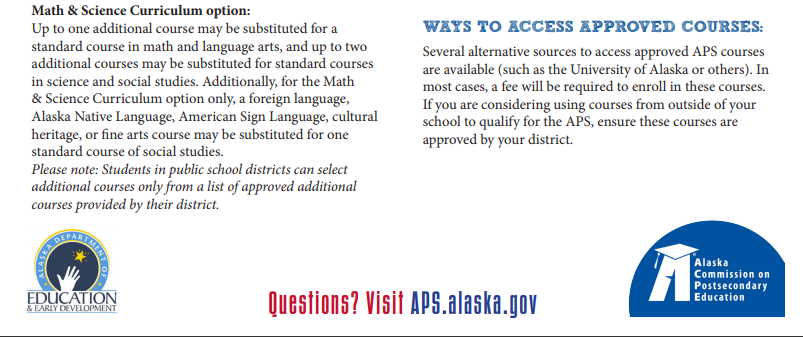 Math & Science Curriculum option:
Up to one additional course may be substituted for a
standard course in math and language arts, and up to two
additional courses may be substituted for standard courses
in science and social studies. Additionally, for the Math
& Science Curriculum option only, a foreign language,
Alaska Native Language, American Sign Language, cultural
heritage, or fine arts course may be substituted for one
standard course of social studies.
Please note: Students in public school districts can select
additional courses only from a list of approved additional
courses provided by their district.
WAYS TO ACCESS APPROVED COURSES:
Several alternative sources to access approved APS courses
are available (such as the University of Alaska or others). In
most cases, a fee will be required to enroll in these courses.
If you are considering using courses from outside of your
school to qualify for the APS, ensure these courses are
approved by your district.
ALASKA DEPARTMENT OF
EDUCATION
& EARLY DEVELOPMENT
Questions? Visit APS.alaska.gov
Alaska
Commission on
Postsecondary
Education